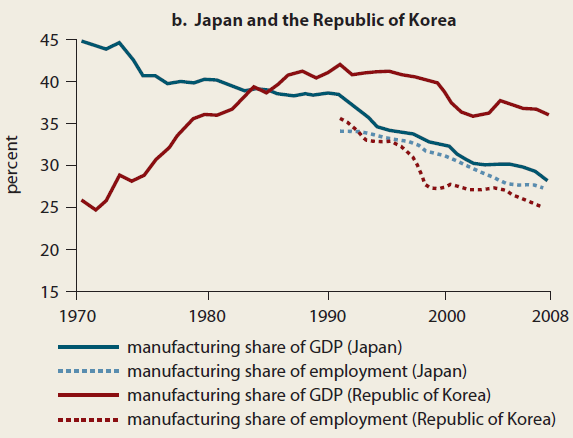 b. Japan and the Republic of Korea
percent
45
40
35
30
25
20
15
1970 1980 1990 2000 2008
manufacturing share of GDP (Japan)
manufacturing share of employment (Japan)
manufacturing share of GDP (Republic of Korea)
manufacturing share of employment (Republic of Korea)